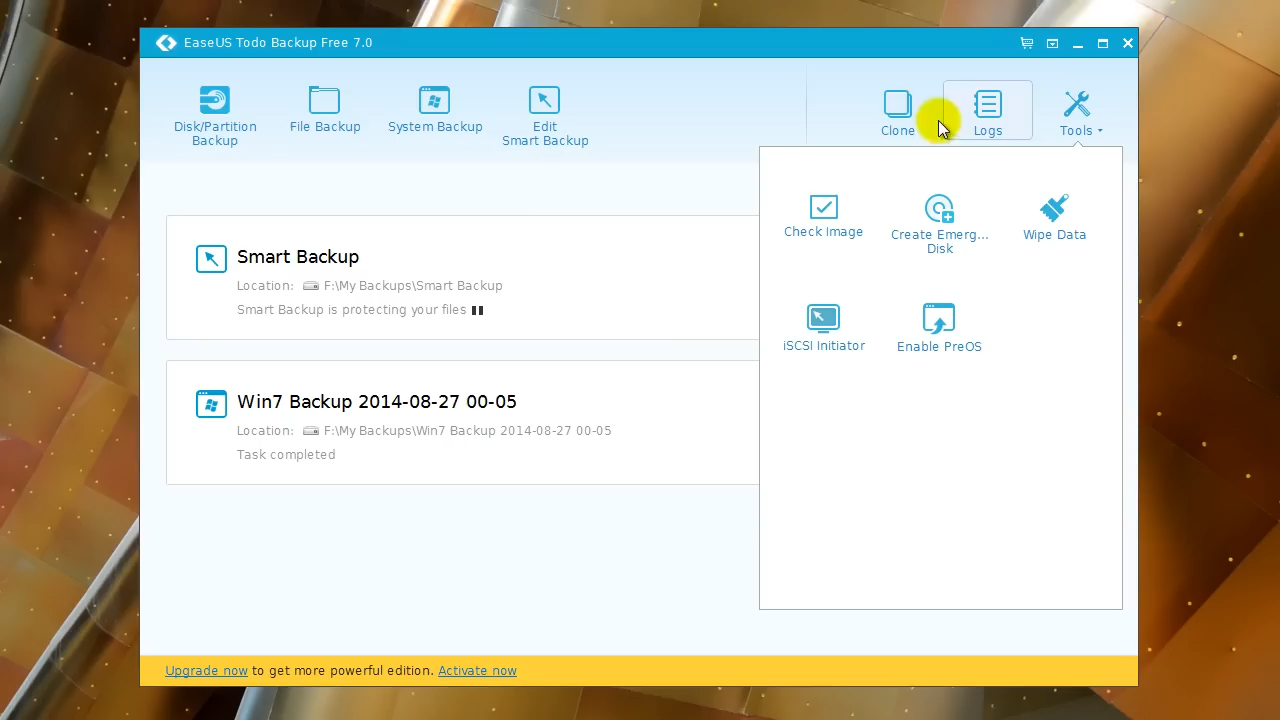 EaseUS Todo Backup Free 7.0
Disk/Partition
Backup
File Backup
System Backup
Edit
Smart Backup
Clone
Logs
Tools
Check Image
Create Emerg...
Disk
Wipe Data
iSCSI Initiator
Enable PreOS
Smart Backup
Location: F:\My Backups\Smart Backup
Smart Backup is protecting your files
Win7 Backup 2014-08-27 00-05
Location: F:\My Backups\Win7 Backup 2014-08-27 00-05
Task completed
Upgrade now to get more powerful edition. Activate now